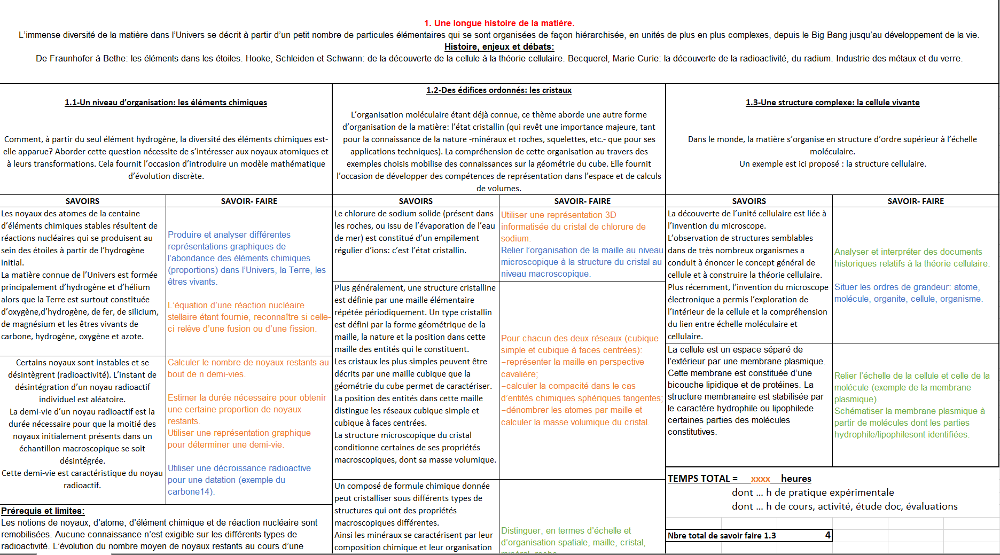 1. Une longue histoire de la matière.
L’immense diversité de la matière dans l’Univers se décrit à partir d’un petit nombre de particules élémentaires qui se sont organisées de façon hiérarchisée, en unités de plus en plus complexes, depuis le Big Bang jusqu’au développement de la vie.
Histoire, enjeux et débats:
De Fraunhofer à Bethe: les éléments dans les étoiles. Hooke, Schleiden et Schwann: de la découverte de la cellule à la théorie cellulaire. Becquerel, Marie Curie: la découverte de la radioactivité, du radium. Industrie des métaux et du verre.
1.1-Un niveau d’organisation: les éléments chimiques
Comment, à partir du seul élément hydrogène, la diversité des éléments chimiques est-
elle apparue? Aborder cette question nécessite de s’intéresser aux noyaux atomiques et
à leurs transformations. Cela fournit l’occasion d’introduire un modèle mathématique
d’évolution discrète.
SAVOIRS
SAVOIR- FAIRE
Les noyaux des atomes de la centaine
d’éléments chimiques stables résultent de
réactions nucléaires qui se produisent au
sein des étoiles à partir de l’hydrogène
initial.
La matière connue de l’Univers est formée
principalement d’hydrogène et d’hélium
alors que la Terre est surtout constituée
d’oxygène,d’hydrogène, de fer, de silicium,
de magnésium et les êtres vivants de
carbone, hydrogène, oxygène et azote.
Produire et analyser différentes
représentations graphiques de
l’abondance des éléments chimiques
(proportions) dans l’Univers, la Terre, les
êtres vivants.
L’équation d’une réaction nucléaire
stellaire étant fournie, reconnaître si celle-
ci relève d’une fusion ou d’une fission.
Certains noyaux sont instables et se
désintègrent (radioactivité). L’instant de
désintégration d’un noyau radioactif
individuel est aléatoire.
La demi-vie d’un noyau radioactif est la
durée nécessaire pour que la moitié des
noyaux initialement présents dans un
échantillon macroscopique se soit
désintégrée.
Cette demi-vie est caractéristique du noyau
radioactif.
Calculer le nombre de noyaux restants au
bout de n demi-vies.
Estimer la durée nécessaire pour obtenir
une certaine proportion de noyaux
restants.
Utiliser une représentation graphique
pour déterminer une demi-vie.
Utiliser une décroissance radioactive
pour une datation (exemple du
carbone14).
Prérequis et limites:
Les notions de noyaux, d’atome, d’élément chimique et de réaction nucléaire sont
remobilisées. Aucune connaissance n’est exigible sur les différents types de
radioactivité. L’évolution du nombre moyen de noyaux restants au cours d’une
1.2-Des édifices ordonnés: les cristaux
L’organisation moléculaire étant déjà connue, ce thème aborde une autre forme
d’organisation de la matière: l’état cristallin (qui revêt une importance majeure, tant
pour la connaissance de la nature -minéraux et roches, squelettes, etc.- que pour ses
applications techniques). La compréhension de cette organisation au travers des
exemples choisis mobilise des connaissances sur la géométrie du cube. Elle fournit
l’occasion de développer des compétences de représentation dans l’espace et de calculs
de volumes.
SAVOIRS
SAVOIR- FAIRE
Le chlorure de sodium solide (présent dans
les roches, ou issu de l’évaporation de l’eau
de mer) est constitué d’un empilement
régulier d’ions: c’est l’état cristallin.
Utiliser une représentation 3D
informatisée du cristal de chlorure de
sodium.
Relier l’organisation de la maille au niveau
microscopique à la structure du cristal au
niveau macroscopique.
Plus généralement, une structure cristalline
est définie par une maille élémentaire
répétée périodiquement. Un type cristallin
est défini par la forme géométrique de la
maille, la nature et la position dans cette
maille des entités qui le constituent.
Les cristaux les plus simples peuvent être
décrits par une maille cubique que la
géométrie du cube permet de caractériser.
La position des entités dans cette maille
distingue les réseaux cubique simple et
cubique à faces centrées.
La structure microscopique du cristal
conditionne certaines de ses propriétés
macroscopiques, dont sa masse volumique.
Pour chacun des deux réseaux (cubique
simple et cubique à faces centrées):
–représenter la maille en perspective
cavalière;
–calculer la compacité dans le cas
d’entités chimiques sphériques tangentes;
–dénombrer les atomes par maille et
calculer la masse volumique du cristal.
Un composé de formule chimique donnée
peut cristalliser sous différents types de
structures qui ont des propriétés
macroscopiques différentes.
Ainsi les minéraux se caractérisent par leur
composition chimique et leur organisation
Distinguer, en termes d’échelle et
d’organisation spatiale, maille, cristal,
minéral, roche
1.3-Une structure complexe: la cellule vivante
Dans le monde, la matière s’organise en structure d’ordre supérieur à l’échelle
moléculaire.
Un exemple est ici proposé : la structure cellulaire.
SAVOIRS
SAVOIR- FAIRE
La découverte de l’unité cellulaire est liée à
l’invention du microscope.
L’observation de structures semblables
dans de très nombreux organismes a
conduit à énoncer le concept général de
cellule et à construire la théorie cellulaire.
Plus récemment, l’invention du microscope
électronique a permis l’exploration de
l’intérieur de la cellule et la compréhension
du lien entre échelle moléculaire et
cellulaire.
Analyser et interpréter des documents
historiques relatifs à la théorie cellulaire.
Situer les ordres de grandeur: atome,
molécule, organite, cellule, organisme.
La cellule est un espace séparé de
l’extérieur par une membrane plasmique.
Cette membrane est constituée d’une
bicouche lipidique et de protéines. La
structure membranaire est stabilisée par
le caractère hydrophile ou lipophilede
certaines parties des molécules
constitutives.
Relier l’échelle de la cellule et celle de la
molécule (exemple de la membrane
plasmique).
Schématiser la membrane plasmique à
partir de molécules dont les parties
hydrophile/lipophilesont identifiées.
TEMPS TOTAL = xxxx heures
dont ... h de pratique expérimentale
dont ... h de cours, activité, étude doc, évaluations
Nbre total de savoir faire 1.3 4